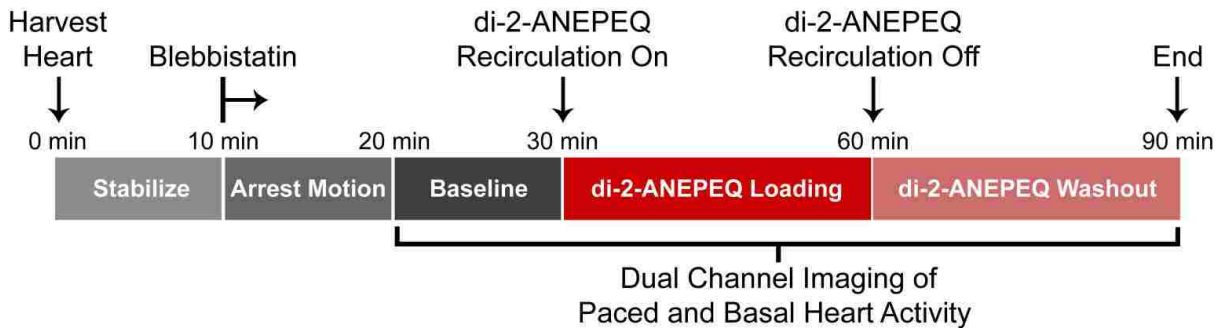 Harvest
Heart
Blebbistatin
di-2-ANEPEQ
Recirculation On
di-2-ANEPEQ
Recirculation Off
End
0 min
10 min
20 min
30 min
60 min
90 min
Stabilize
Arrest Motion
Baseline
di-2-ANEPEQ Loading
di-2-ANEPEQ Washout
Dual Channel Imaging of
Paced and Basal Heart Activity